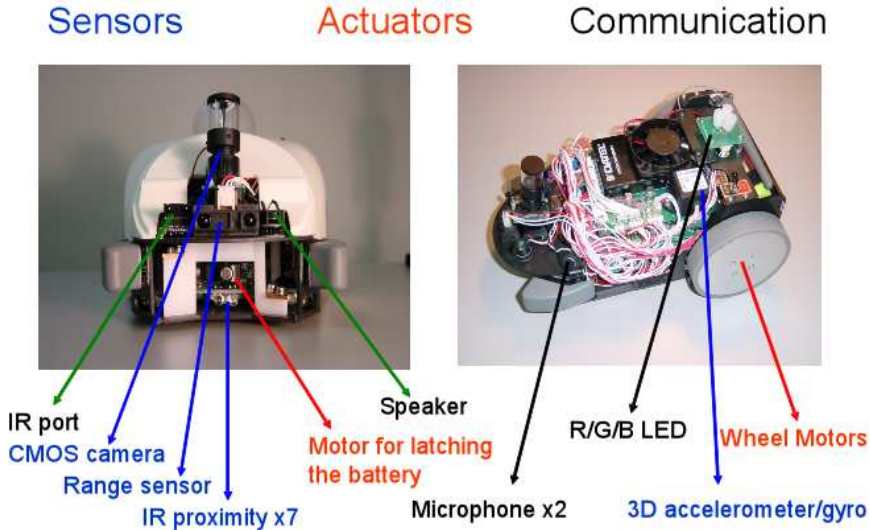 Sensors Actuators Communication
IR port
CMOS camera
Range sensor
IR proximity x7
Motor for latching
the battery
Speaker
Microphone x2
R/G/B LED
Wheel Motors
3D accelerometer/gyro